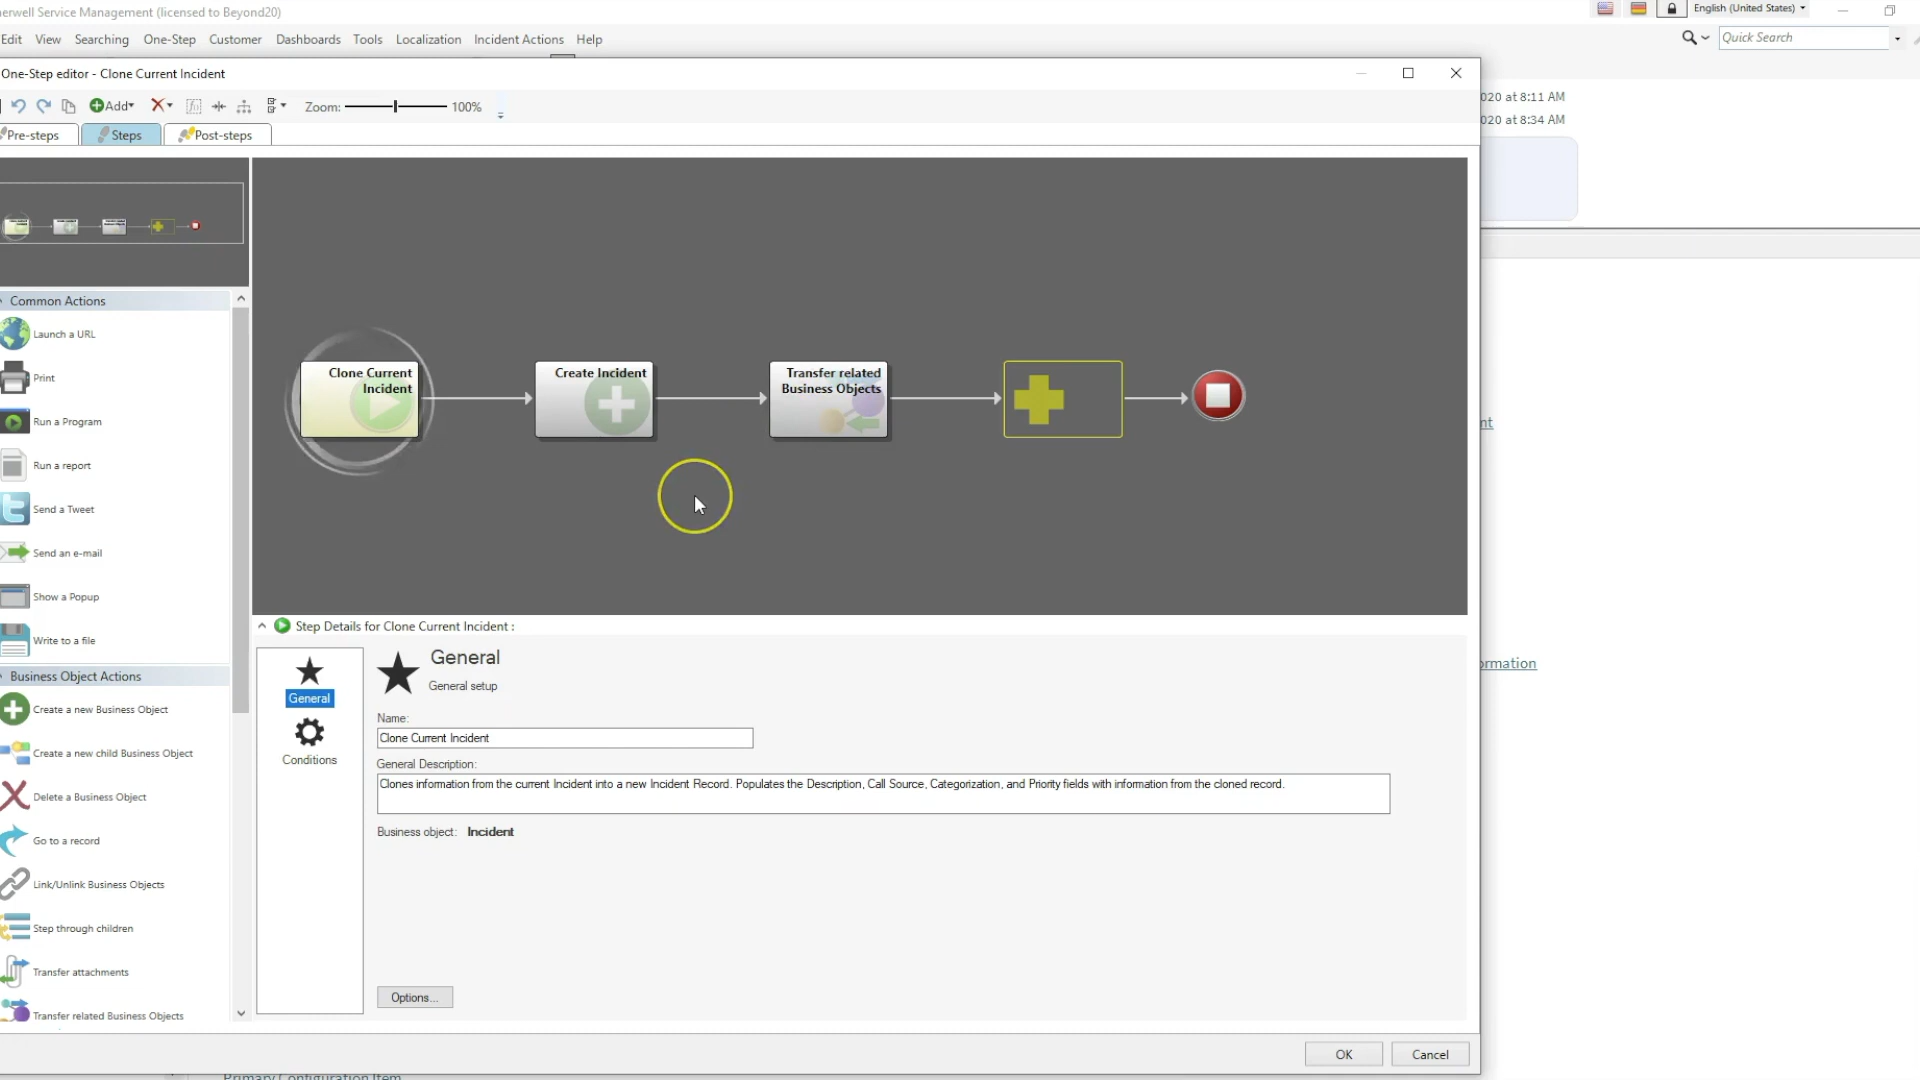 erwell Service Management (licensed to Beyond20)
English (United States)
Edit View Searching One-Step Customer Dashboards Tools Localization Incident Actions Help
Quick Search
One-Step editor - Clone Current Incident
020 at 8:11 AM
Add
Zoom:
100%
020 at 8:34 AM
Pre-steps
Steps
Post-steps
Common Actions
Launch a URL
Print
Run a Program
Run a report
Send a Tweet
Send an e-mail
Show a Popup
Write to a file
Business Object Actions
Create a new Business Object
Create a new child Business Object
Delete a Business Object
Go to a record
Link/Unlink Business Objects
Step through children
Transfer attachments
Transfer related Business Objects
Clone Current
Incident
Create Incident
Transfer related
Business Objects
nt
ormation
Step Details for Clone Current Incident :
General
Conditions
General
General setup
Name:
Clone Current Incident
General Description:
Clones information from the current Incident into a new Incident Record. Populates the Description, Call Source, Categorization, and Priority fields with information from the cloned record.
Business object: Incident
Options...
OK
Cancel
Primary Configuration Item